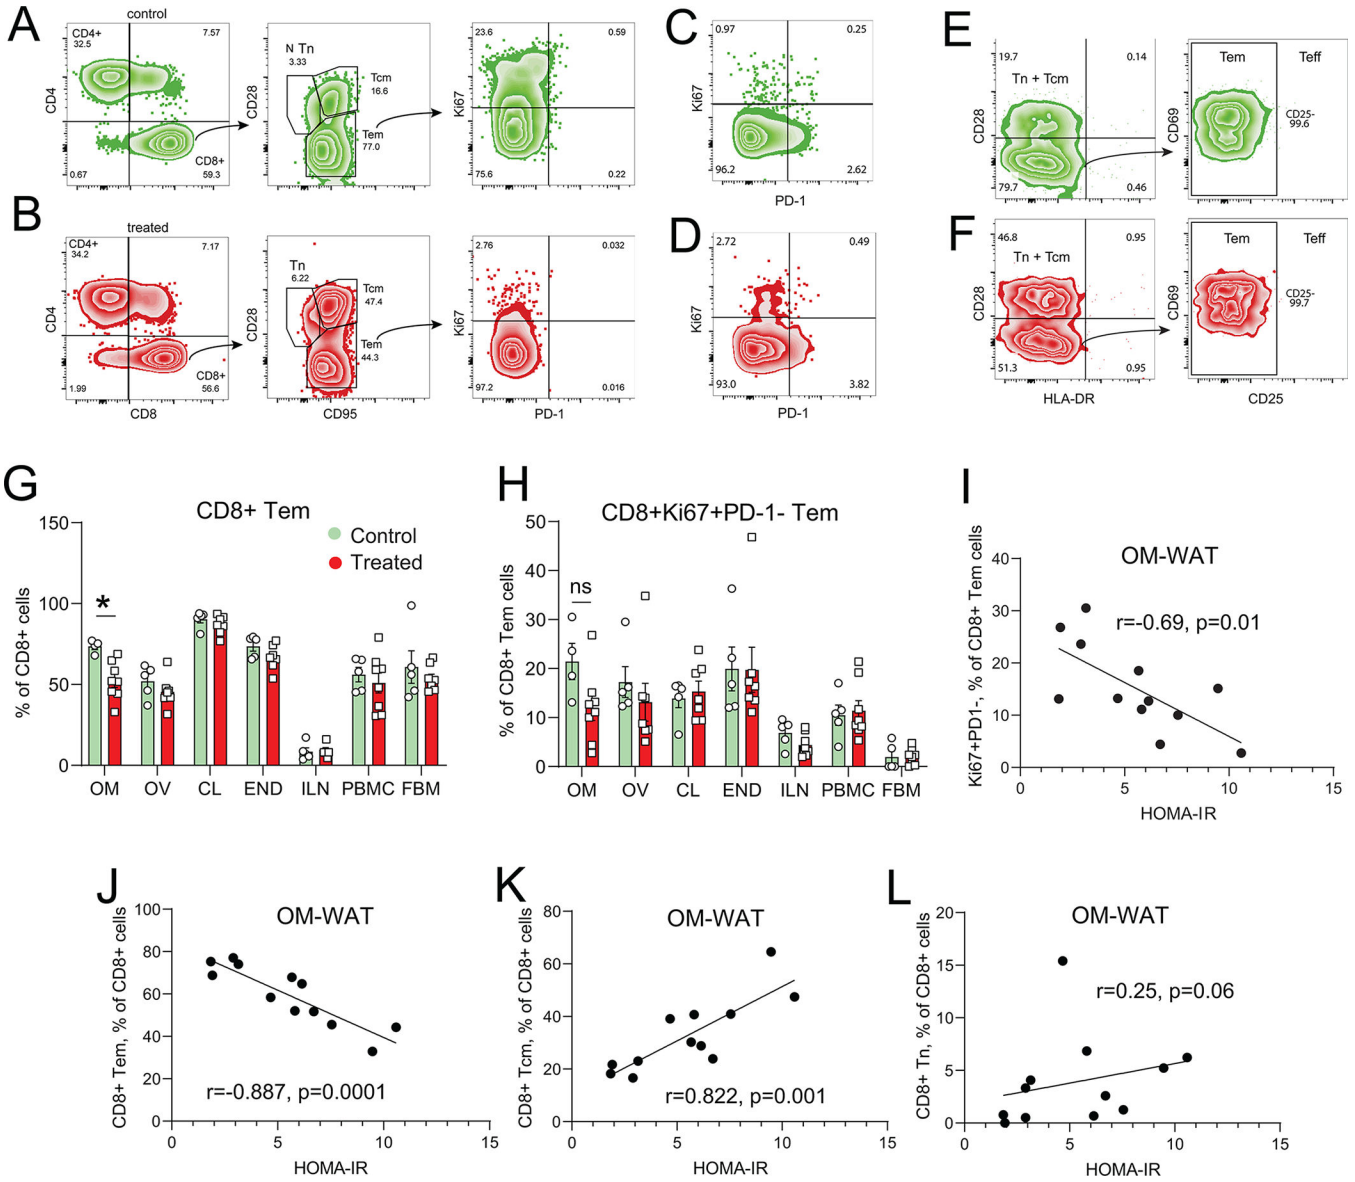 A
control
CD4+
32.5
7.57
0.67
CD8+
59.3
CD4
N Tn
3.33
Tcm
16.6
Tem
77.0
CD28
23.6
0.59
75.6
0.22
Ki67
B
treated
CD4+
34.2
7.17
1.99
CD8+
56.6
CD4
CD8
Tn
6.22
Tcm
47.4
Tem
44.3
CD28
CD95
2.76
0.032
97.2
0.016
Ki67
PD-1
C
0.97
0.25
96.2
2.62
Ki67
PD-1
D
2.72
0.49
93.0
3.82
Ki67
PD-1
E
19.7
0.14
Tn + Tcm
79.7
0.46
CD28
Tem
Teff
CD25-
99.6
CD69
F
46.8
0.95
Tn + Tcm
51.3
0.95
CD28
HLA-DR
Tem
Teff
CD25-
99.7
CD69
CD25
G
CD8+ Tem
Control
Treated
% of CD8+ cells
150
100
50
0
*
OM OV CL END ILN PBMC FBM
H
CD8+Ki67+PD-1- Tem
% of CD8+ Tem cells
50
40
30
20
10
0
ns
OM OV CL END ILN PBMC FBM
I
OM-WAT
r=-0.69, p=0.01
Ki67+PD1-, % of CD8+ Tem cells
40
30
20
10
0
0 5 10 15
HOMA-IR
J
OM-WAT
r=-0.887, p=0.0001
CD8+ Tem, % of CD8+ cells
100
80
60
40
20
0
0 5 10 15
HOMA-IR
K
OM-WAT
r=0.822, p=0.001
CD8+ Tcm, % of CD8+ cells
80
60
40
20
0
0 5 10 15
HOMA-IR
L
OM-WAT
r=0.25, p=0.06
CD8+ Tn, % of CD8+ cells
20
15
10
5
0
0 5 10 15
HOMA-IR